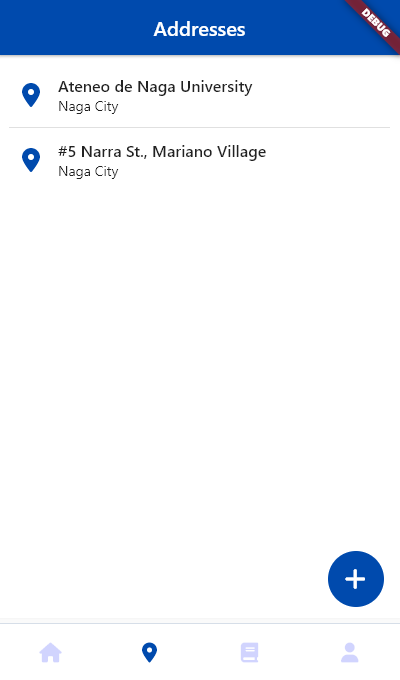 Addresses
DEBUG
Ateneo de Naga University
Naga City
#5 Narra St., Mariano Village
Naga City